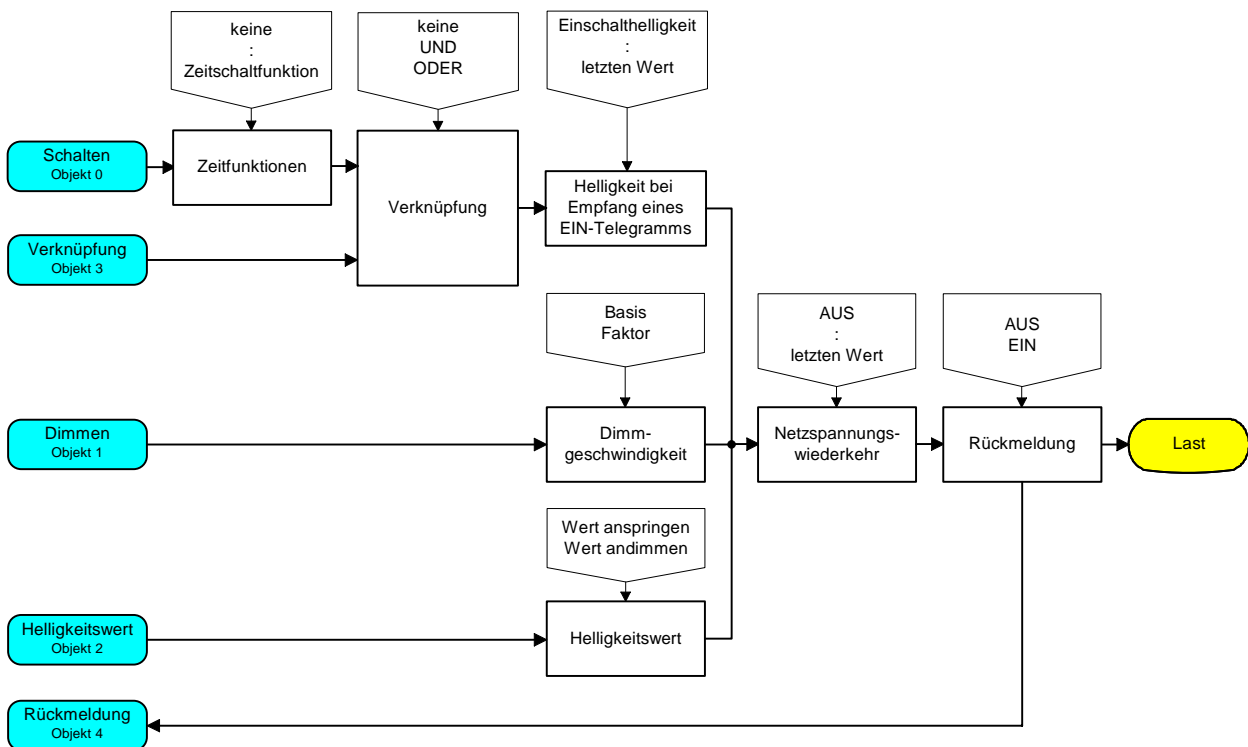 keine
:
Zeitschaltfunktion
keine
UND
ODER
Einschalthelligkeit
:
letzten Wert
Schalten
Objekt 0
Zeitfunktionen
Verknüpfung
Helligkeit bei
Empfang eines
EIN-Telegramms
Verknüpfung
Objekt 3
Basis
Faktor
AUS
:
letzten Wert
AUS
EIN
Dimmen
Objekt 1
Dimm-
geschwindigkeit
Netzspannungs-
wiederkehr
Rückmeldung
Last
Wert anspringen
Wert andimmen
Helligkeitswert
Objekt 2
Helligkeitswert
Rückmeldung
Objekt 4